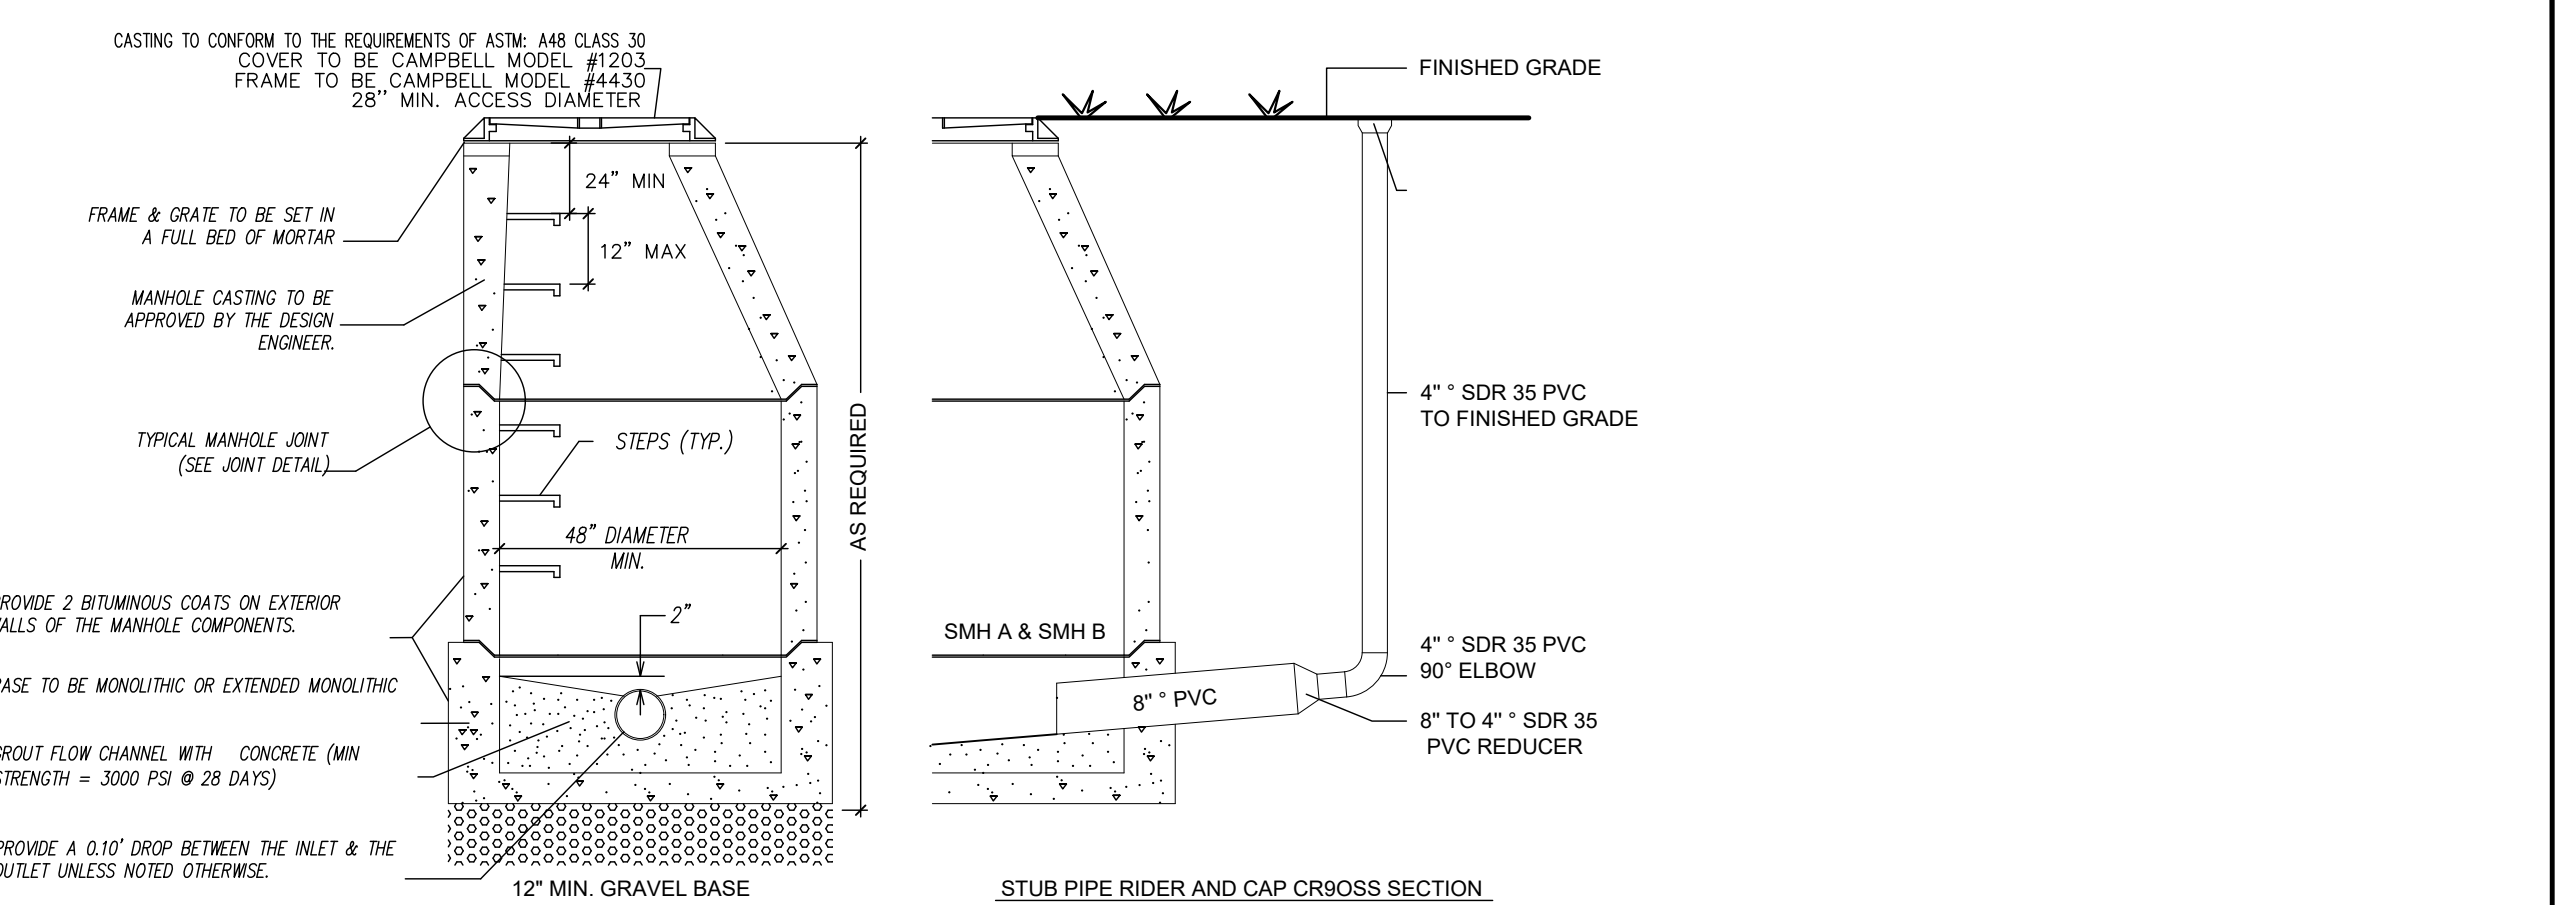 CASTING TO CONFORM TO THE REQUIREMENTS OF ASTM: A48 CLASS 30
COVER TO BE CAMPBELL MODEL #1203
FRAME TO BE CAMPBELL MODEL #4430
28'' MIN. ACCESS DIAMETER
24" MIN
12" MAX
FRAME & GRATE TO BE SET IN
A FULL BED OF MORTAR
MANHOLE CASTING TO BE
APPROVED BY THE DESIGN
ENGINEER.
TYPICAL MANHOLE JOINT
(SEE JOINT DETAIL)
STEPS (TYP.)
48" DIAMETER
MIN.
AS REQUIRED
ROVIDE 2 BITUMINOUS COATS ON EXTERIOR
ALLS OF THE MANHOLE COMPONENTS.
2"
BASE TO BE MONOLITHIC OR EXTENDED MONOLITHIC
GROUT FLOW CHANNEL WITH CONCRETE (MIN
STRENGTH = 3000 PSI @ 28 DAYS)
PROVIDE A 0.10' DROP BETWEEN THE INLET & THE
OUTLET UNLESS NOTED OTHERWISE.
12" MIN. GRAVEL BASE
FINISHED GRADE
4" ° SDR 35 PVC
TO FINISHED GRADE
SMH A & SMH B
8" ° PVC
4" ° SDR 35 PVC
90° ELBOW
8" TO 4" ° SDR 35
PVC REDUCER
STUB PIPE RIDER AND CAP CR9OSS SECTION